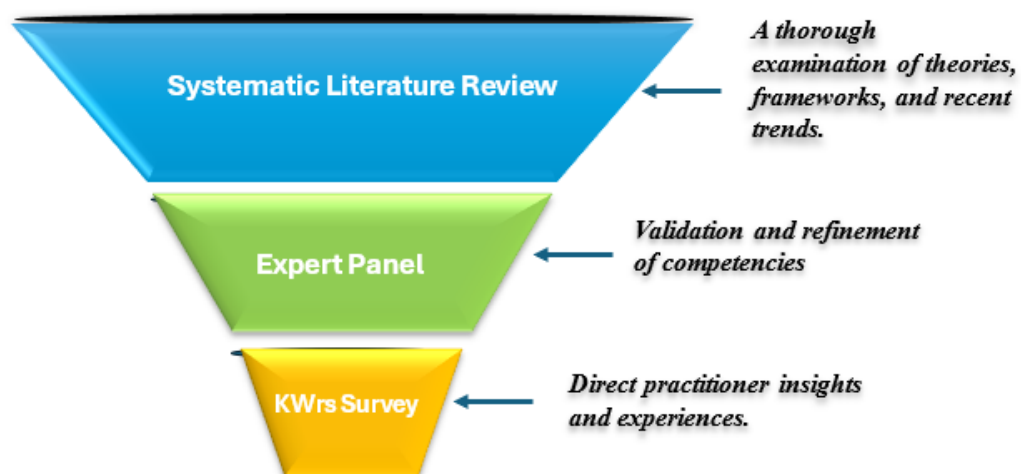 Systematic Literature Review
A thorough
examination of theories,
frameworks, and recent
trends.
Expert Panel
Validation and refinement
of competencies
KWrs Survey
Direct practitioner insights
and experiences.